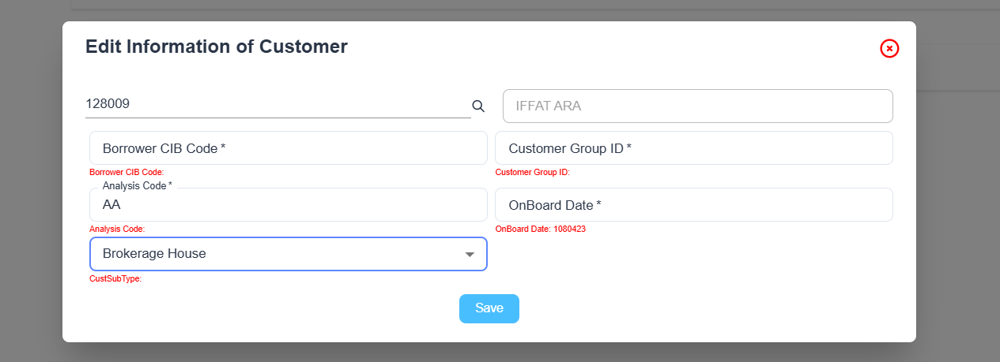 Edit Information of Customer
128009
IFFAT ARA
Borrower CIB Code *
Customer Group ID *
Borrower CIB Code:
Customer Group ID:
Analysis Code *
AA
OnBoard Date *
Analysis Code:
OnBoard Date: 1080423
Brokerage House
CustSubType:
Save